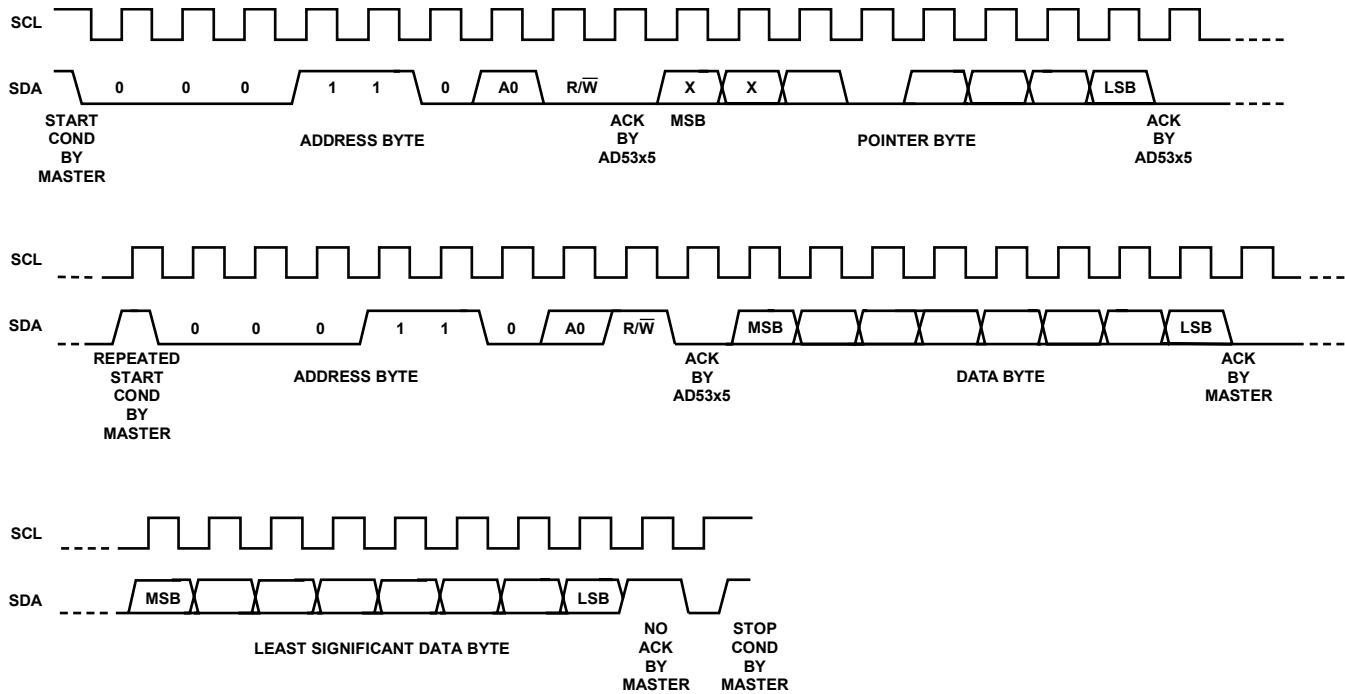 SCL
SDA
0 0 0 1 1 0 A0 R/W̅ X X LSB
START
COND
BY
MASTER
ADDRESS BYTE
ACK
BY
AD53x5
MSB
POINTER BYTE
ACK
BY
AD53x5
SCL
SDA
0 0 0 1 1 0 A0 R/W̅ MSB LSB
REPEATED
START
COND
BY
MASTER
ADDRESS BYTE
ACK
BY
AD53x5
DATA BYTE
ACK
BY
MASTER
SCL
SDA
MSB LSB
LEAST SIGNIFICANT DATA BYTE
NO
ACK
BY
MASTER
STOP
COND
BY
MASTER